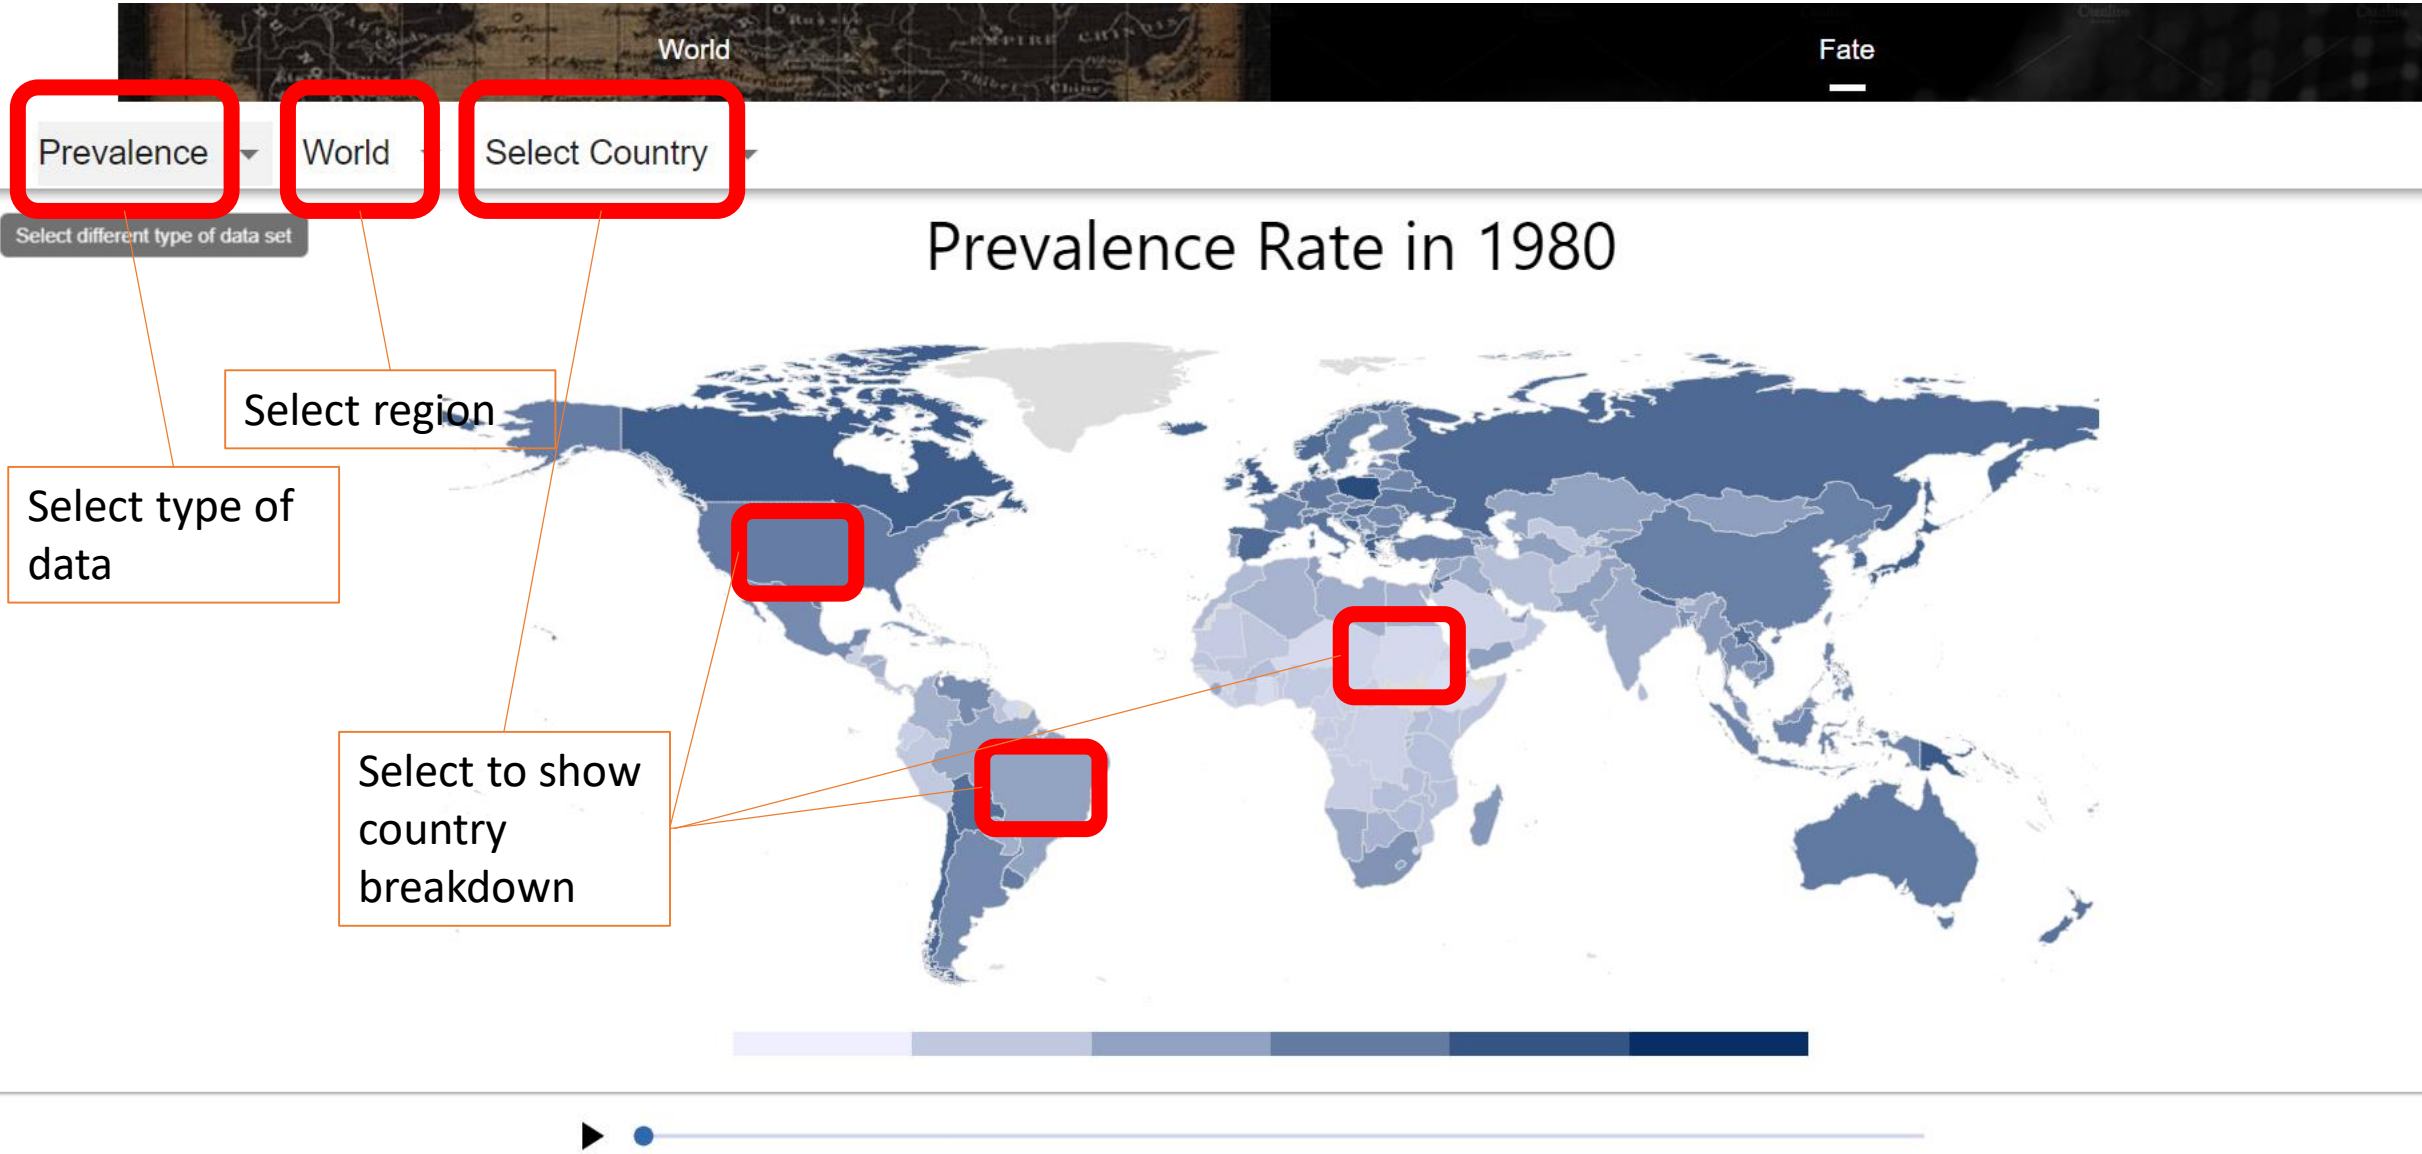 World
Fate
Prevalence
World
Select Country
Select different type of data set
Prevalence Rate in 1980
Select region
Select type of
data
Select to show
country
breakdown